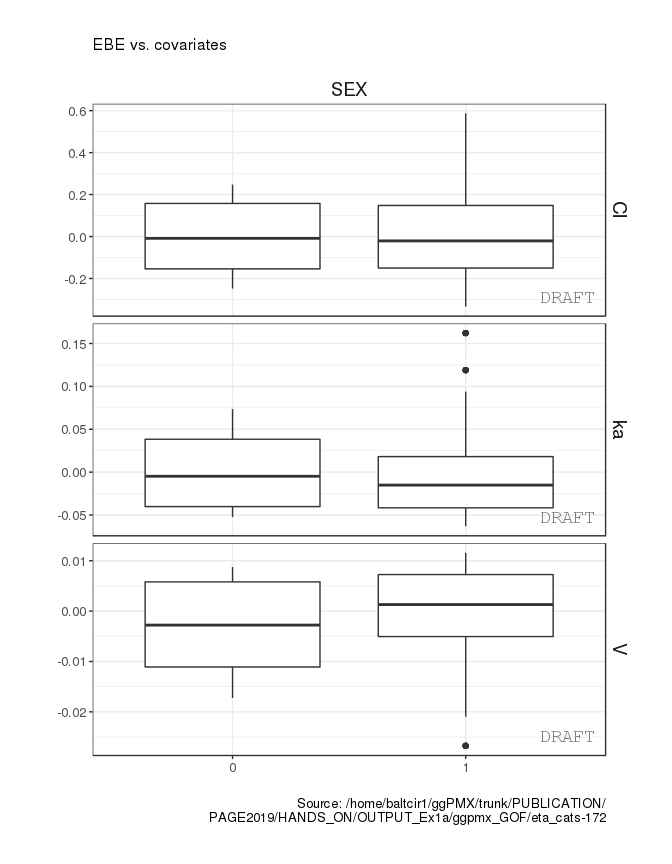 EBE vs. covariates
SEX
0.6
0.4
0.2
0.0
-0.2
Cl
DRAFT
0.15
0.10
0.05
0.00
-0.05
ka
DRAFT
0.01
0.00
-0.01
-0.02
V
DRAFT
0 1
Source: /home/baltcir1/ggPMX/trunk/PUBLICATION/
PAGE2019/HANDS_ON/OUTPUT_Ex1a/ggpmx_GOF/eta_cats-172